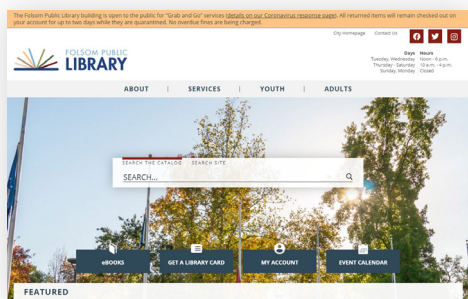 The Folsom Public Library building is open to the public for "Grab and Go" services (details on our Coronavirus response page). All returned items will remain checked out on
your account for up to two days while they are quarantined. No overdue fines are being charged.
City Homepage Contact Us
FOLSOM PUBLIC
LIBRARY
Days Hours
Tuesday, Wednesday Noon - 6 p.m.
Thursday - Saturday 10 a.m. - 4 p.m.
Sunday, Monday Closed
ABOUT | SERVICES | YOUTH | ADULTS
SEARCH THE CATALOG SEARCH SITE
SEARCH...
eBOOKS
GET A LIBRARY CARD
MY ACCOUNT
EVENT CALENDAR
FEATURED